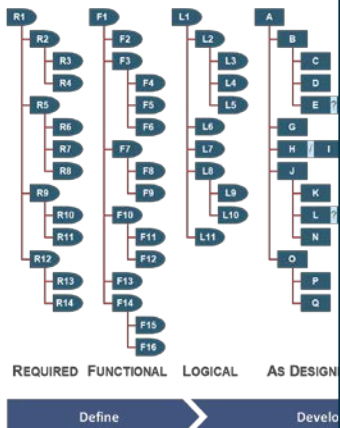 R1
R2
R3
R4
R5
R6
R7
R8
R9
R10
R11
R12
R13
R14
REQUIRED
F1
F2
F3
F4
F5
F6
F7
F8
F9
F10
F11
F12
F13
F14
F15
F16
FUNCTIONAL
L1
L2
L3
L4
L5
L6
L7
L8
L9
L10
L11
LOGICAL
A
B
C
D
E ?
G
H / I
J
K
L ?
N
O
P
Q
AS DESIGN
Define
Develo